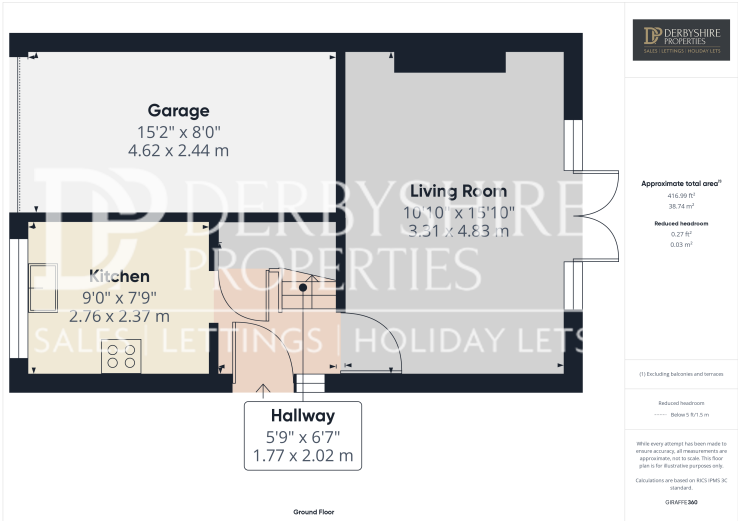 Garage
15'2" x 8'0"
4.62 x 2.44 m
Living Room
10'10" x 15'10"
3.31 x 4.83 m
Kitchen
9'0" x 7'9"
2.76 x 2.37 m
Hallway
5'9" x 6'7"
1.77 x 2.02 m
DERBYSHIRE
PROPERTIES
SALES | LETTINGS | HOLIDAY LETS
Ground Floor
DERBYSHIRE
PROPERTIES
SALES | LETTINGS | HOLIDAY LETS
Approximate total area⁽¹⁾
416.99 ft²
38.74 m²
Reduced headroom
0.27 ft²
0.03 m²
(1) Excluding balconies and terraces
Reduced headroom
Below 5 ft/1.5 m
While every attempt has been made to
ensure accuracy, all measurements are
approximate, not to scale. This floor
plan is for illustrative purposes only.
Calculations are based on RICS IPMS 3C
standard.
GIRAFFE360